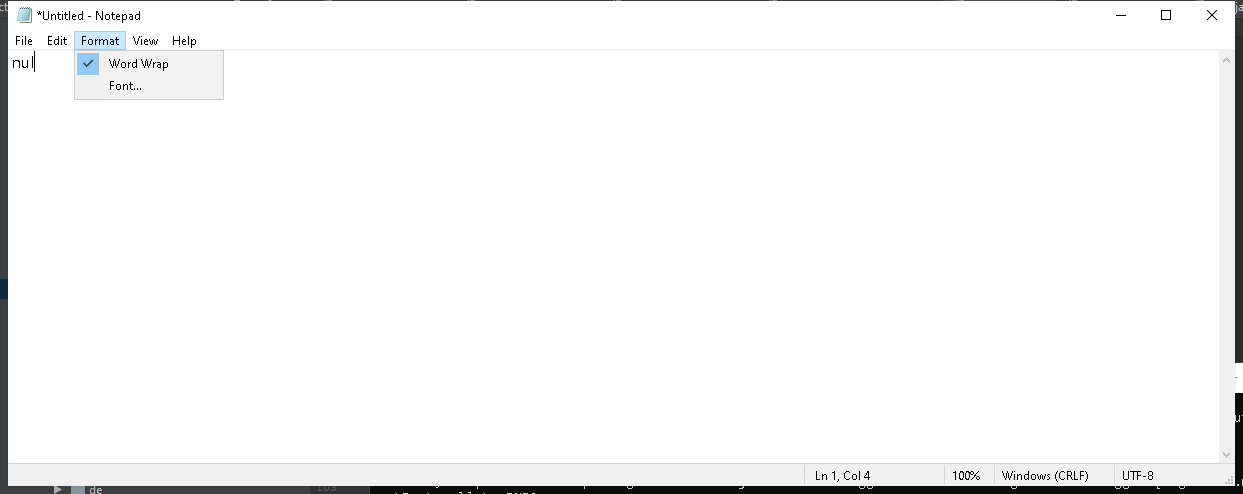 *Untitled - Notepad
File Edit Format View Help
nul
Word Wrap
Font...
Ln 1, Col 4 100% Windows (CRLF) UTF-8
de
103